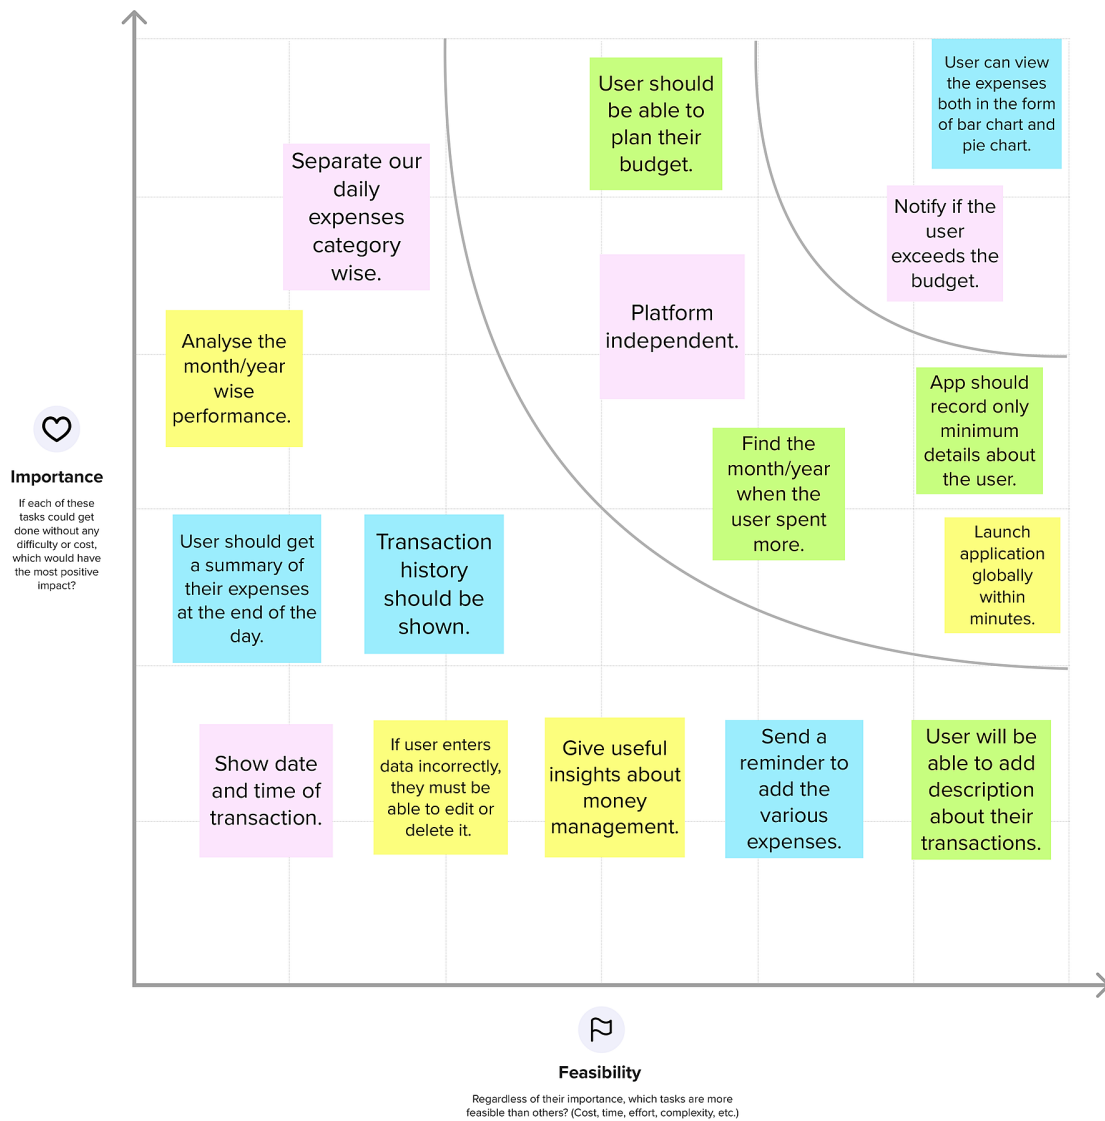 User can view
the expenses
both in the form
of bar chart and
pie chart.
User should
be able to
plan their
budget.
Separate our
daily
expenses
category
wise.
Notify if the
user
exceeds the
budget.
Platform
independent.
Analyse the
month/year
wise
performance.
App should
record only
minimum
details about
the user.
Find the
month/year
when the
user spent
more.
Importance
If each of these
tasks could get
done without any
difficulty or cost,
which would have
the most positive
impact?
User should get
a summary of
their expenses
at the end of the
day.
Transaction
history
should be
shown.
Launch
application
globally
within
minutes.
Show date
and time of
transaction.
If user enters
data incorrectly,
they must be
able to edit or
delete it.
Give useful
insights about
money
management.
Send a
reminder to
add the
various
expenses.
User will be
able to add
description
about their
transactions.
Feasibility
Regardless of their importance, which tasks are more
feasible than others? (Cost, time, effort, complexity, etc.)